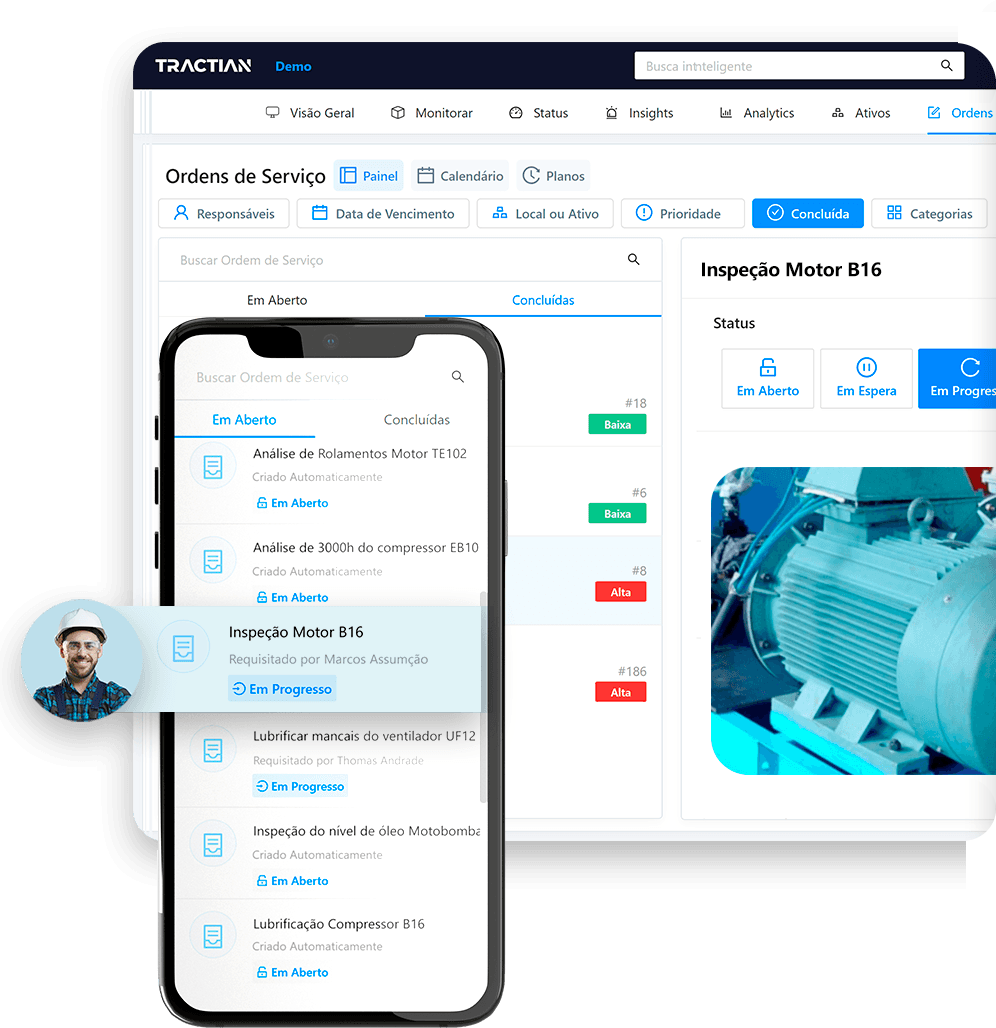 TRACTIAN Demo
Busca inteligente
Visão Geral Monitorar Status Insights Analytics Ativos Ordens
Ordens de Serviço Painel Calendário Planos
Responsáveis Data de Vencimento Local ou Ativo Prioridade Concluída Categorias
Buscar Ordem de Serviço
Em Aberto Concluídas
#18
Baixa
#6
Baixa
#8
Alta
#186
Alta
Inspeção Motor B16
Status
Em Aberto Em Espera Em Progres
Buscar Ordem de Serviço
Em Aberto Concluídas
Análise de Rolamentos Motor TE102
Criado Automaticamente
Em Aberto
Análise de 3000h do compressor EB10
Criado Automaticamente
Em Aberto
Inspeção Motor B16
Requisitado por Marcos Assumção
Em Progresso
Lubrificar mancais do ventilador UF12
Requisitado por Thomas Andrade
Em Progresso
Inspeção do nível de óleo Motobomba
Criado Automaticamente
Em Aberto
Lubrificação Compressor B16
Criado Automaticamente
Em Aberto